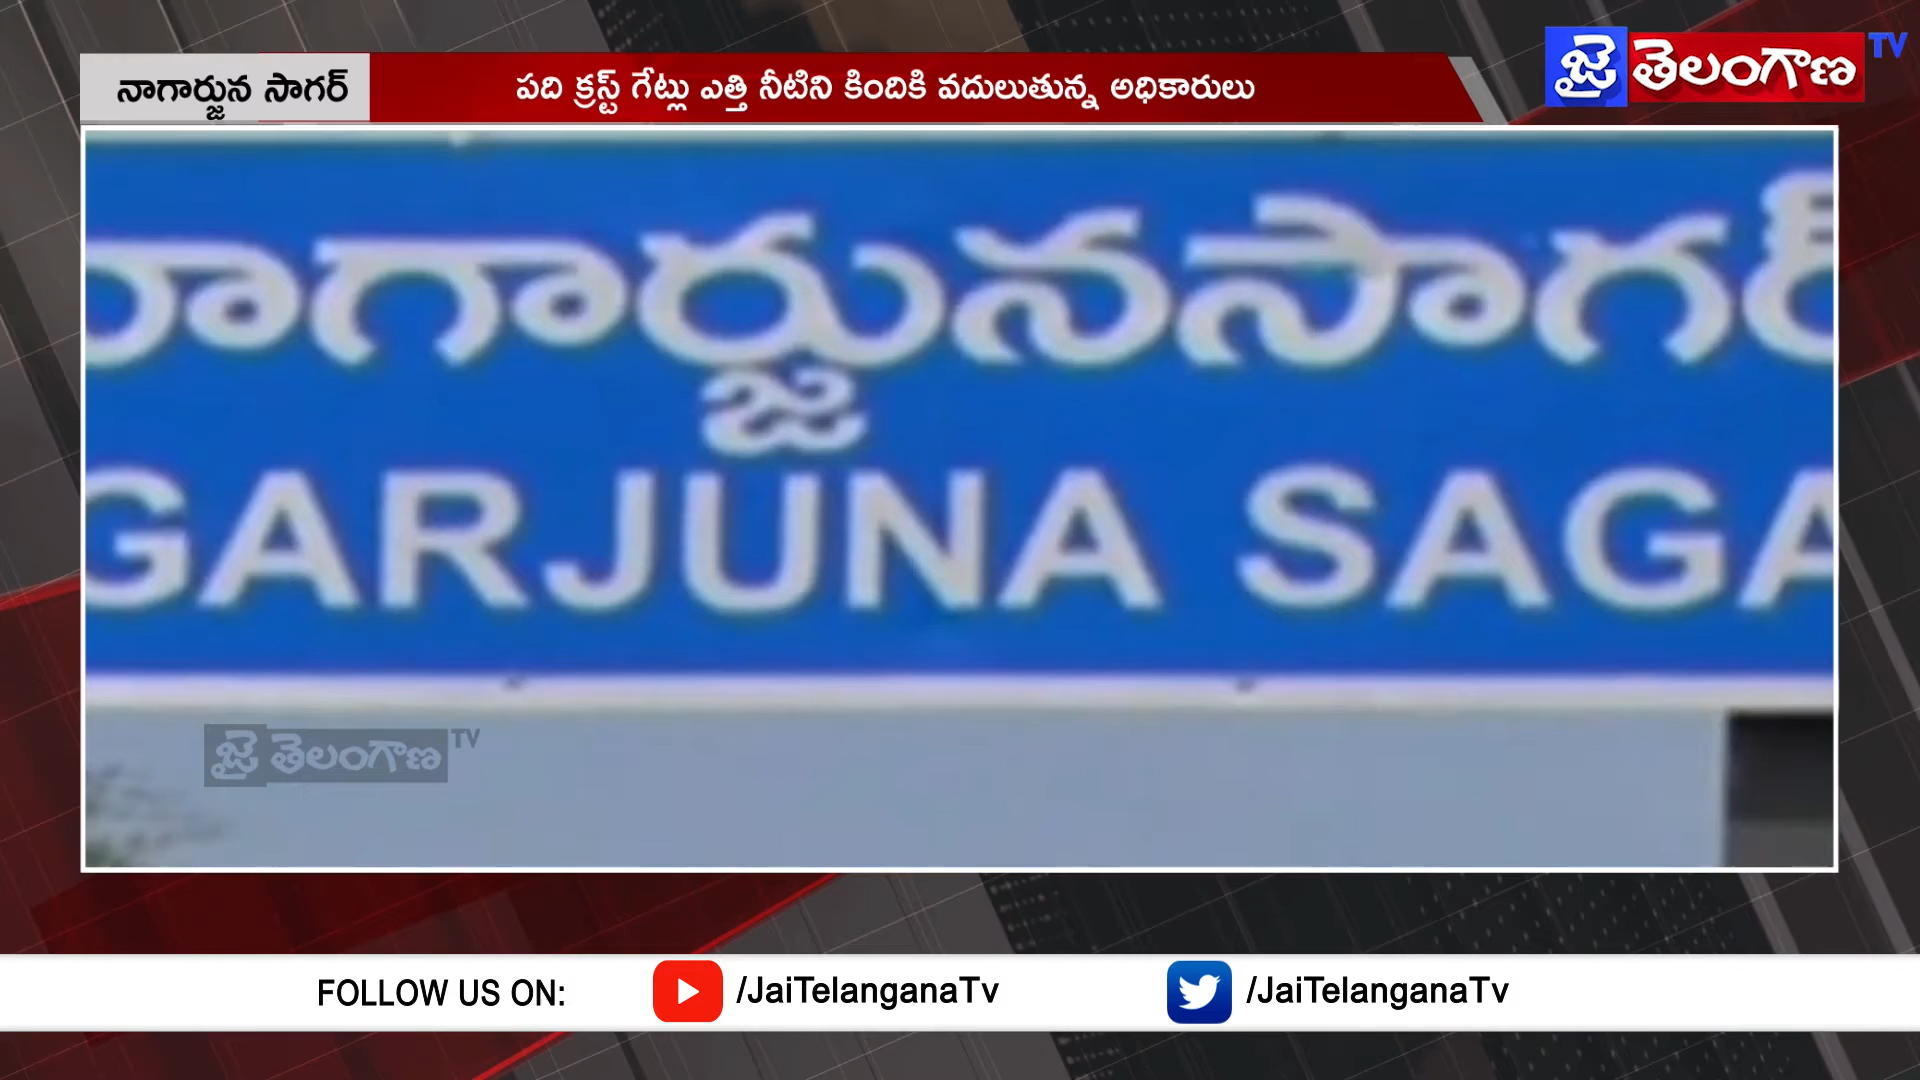 నాగార్జున సాగర్ పది క్రస్ట్ గేట్లు ఎత్తి నీటిని కిందికి వదులుతున్న అధికారులు
జై తెలంగాణ TV
నాగార్జునసాగర్
GARJUNA SAGA
జై తెలంగాణ TV
FOLLOW US ON: /JaiTelanganaTv /JaiTelanganaTv